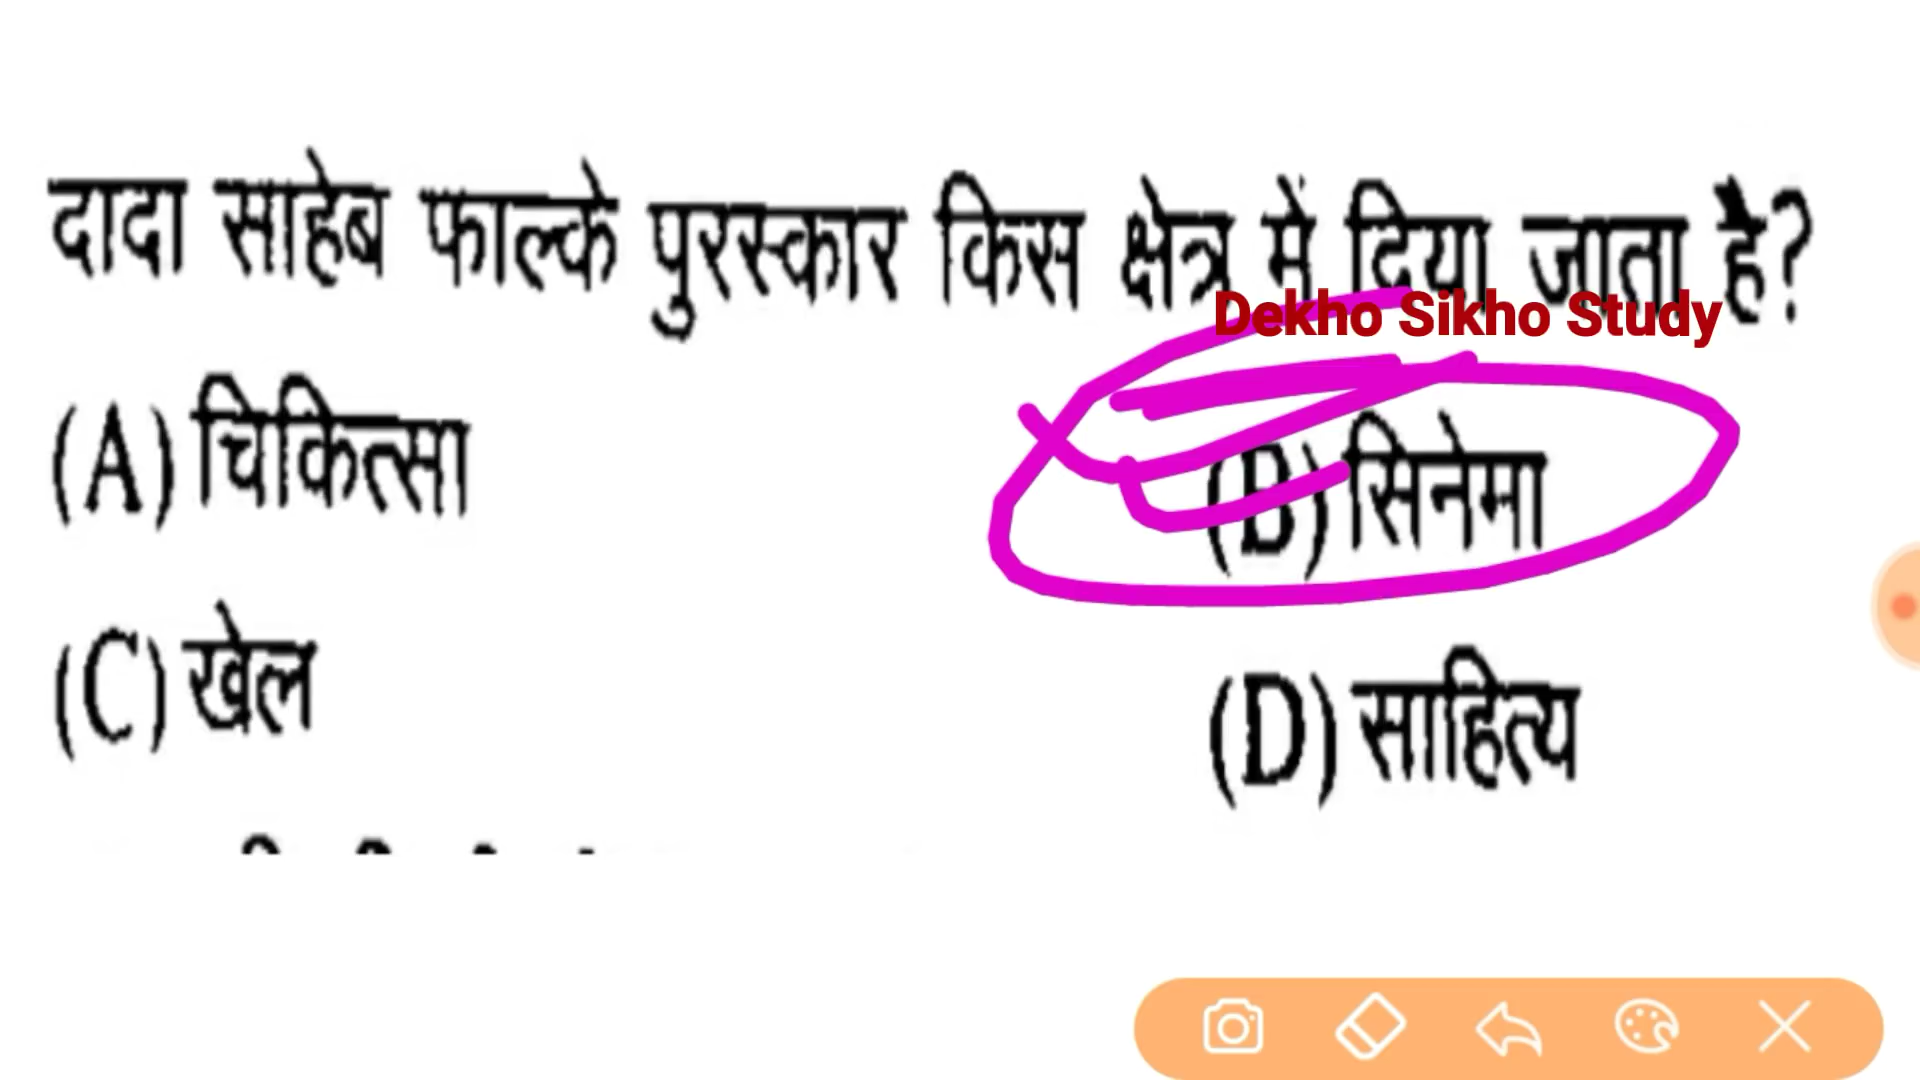 दादा साहेब फाल्के पुरस्कार किस क्षेत्र में दिया जाता है?
Dekho Sikho Study
(A) चिकित्सा
(B) सिनेमा
(C) खेल
(D) साहित्य